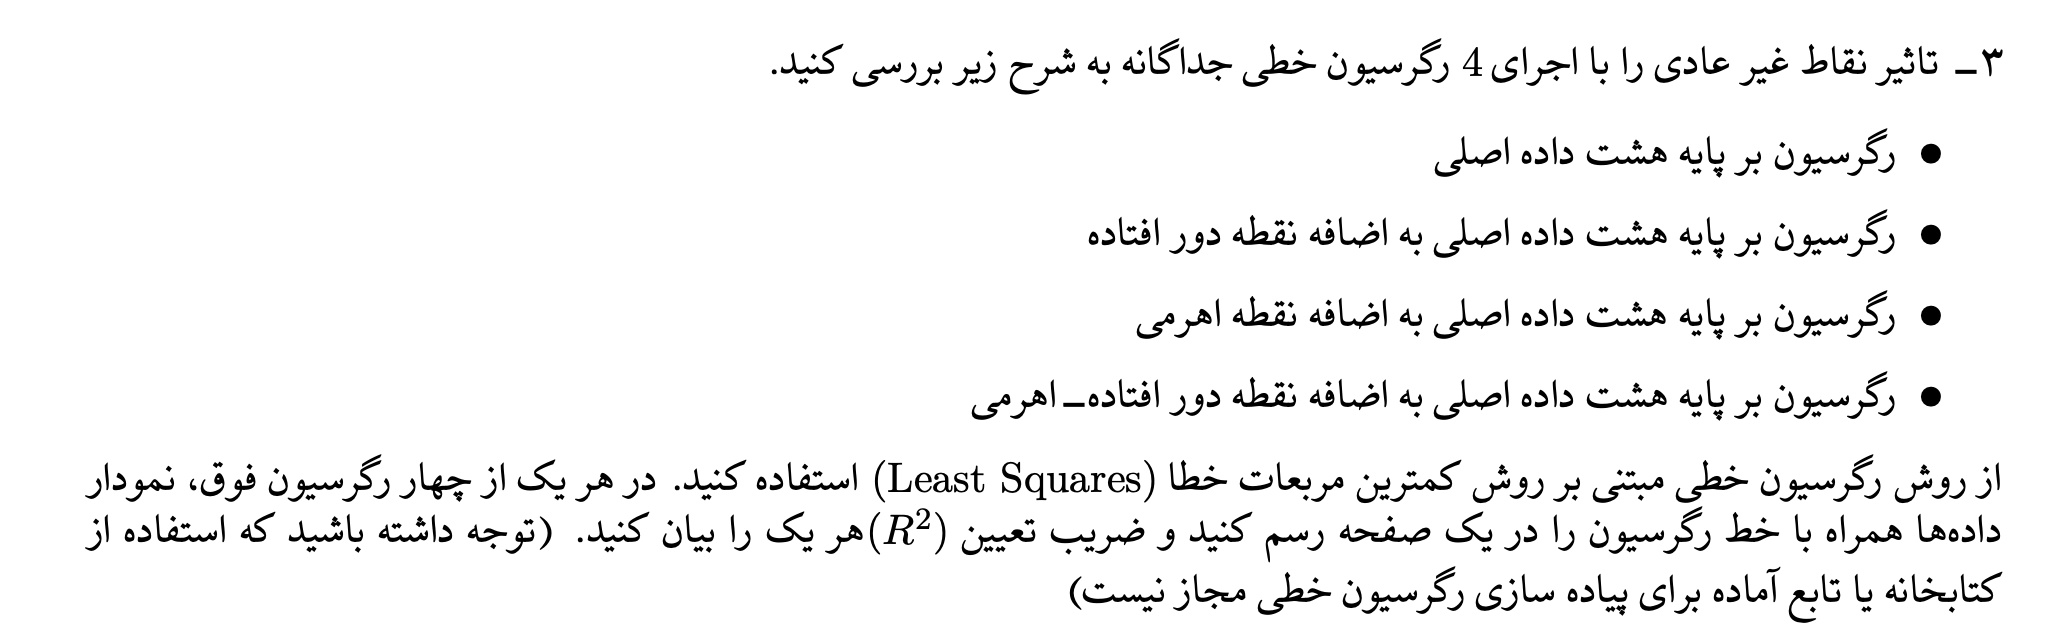 ۳ـ تاثیر نقاط غیر عادی را با اجرای 4 رگرسیون خطی جداگانه به شرح زیر بررسی کنید.
● رگرسیون بر پایه هشت داده اصلی
● رگرسیون بر پایه هشت داده اصلی به اضافه نقطه دور افتاده
● رگرسیون بر پایه هشت داده اصلی به اضافه نقطه اهرمی
● رگرسیون بر پایه هشت داده اصلی به اضافه نقطه دور افتاده‌ـ اهرمی
از روش رگرسیون خطی مبتنی بر روش کمترین مربعات خطا (Least Squares) استفاده کنید. در هر یک از چهار رگرسیون فوق، نمودار
داده‌ها همراه با خط رگرسیون را در یک صفحه رسم کنید و ضریب تعیین (R²)هر یک را بیان کنید. (توجه داشته باشید که استفاده از
کتابخانه یا تابع آماده برای پیاده سازی رگرسیون خطی مجاز نیست)